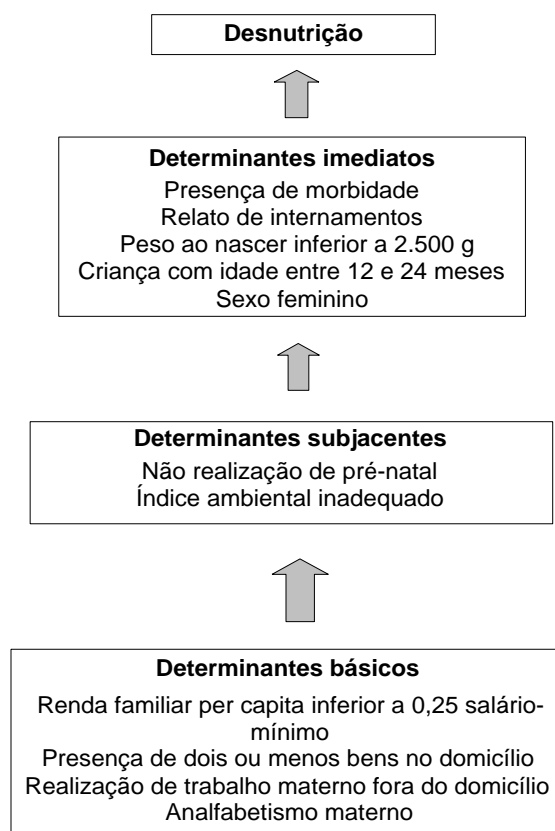 Desnutrição
Determinantes imediatos
Presença de morbidade
Relato de internamentos
Peso ao nascer inferior a 2.500 g
Criança com idade entre 12 e 24 meses
Sexo feminino
Determinantes subjacentes
Não realização de pré-natal
Índice ambiental inadequado
Determinantes básicos
Renda familiar per capita inferior a 0,25 salário-
mínimo
Presença de dois ou menos bens no domicílio
Realização de trabalho materno fora do domicílio
Analfabetismo materno